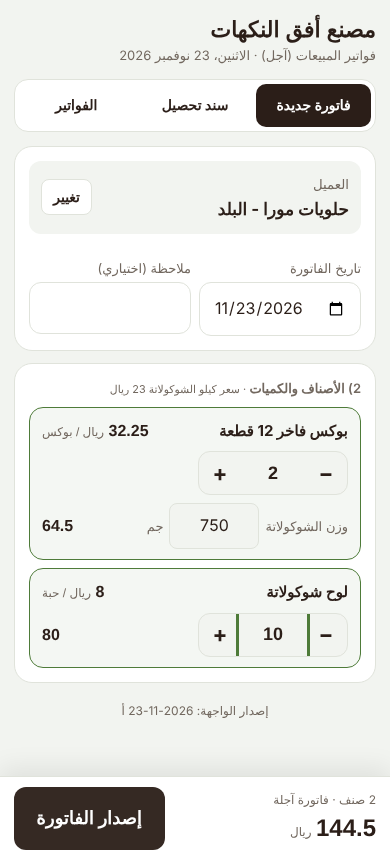 مصنع أفق النكهات
فواتير المبيعات (آجل) · الاثنين، 23 نوفمبر 2026
فاتورة جديدة
سند تحصيل
الفواتير
العميل
حلويات مورا - البلد
تغيير
تاريخ الفاتورة
ملاحظة (اختياري)
11/23/2026
2) الأصناف والكميات · سعر كيلو الشوكولاتة 23 ريال
بوكس فاخر 12 قطعة
32.25 ريال / بوكس
− 2 +
وزن الشوكولاتة 750 جم
64.5
لوح شوكولاتة
8 ريال / حبة
− 10 +
80
إصدار الواجهة: 2026-11-23 أ
2 صنف · فاتورة آجلة
144.5 ريال
إصدار الفاتورة